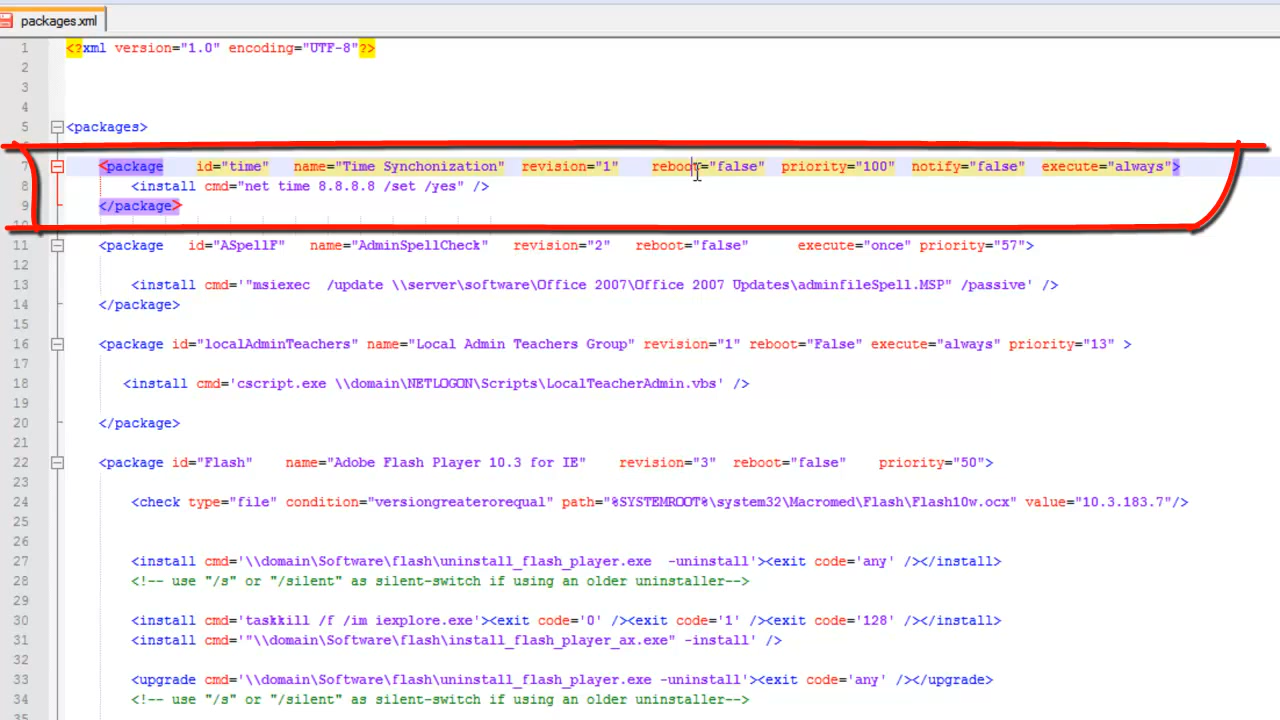 packages.xml
1 <?xml version="1.0" encoding="UTF-8"?>
2
3
4
5 <packages>
7 <package id="time" name="Time Synchonization" revision="1" reboot="false" priority="100" notify="false" execute="always">
8 <install cmd="net time 8.8.8.8 /set /yes" />
9 </package>
11 <package id="ASpellF" name="AdminSpellCheck" revision="2" reboot="false" execute="once" priority="57">
12
13 <install cmd='"msiexec /update \\server\software\Office 2007\Office 2007 Updates\adminfileSpell.MSP" /passive' />
14 </package>
15
16 <package id="localAdminTeachers" name="Local Admin Teachers Group" revision="1" reboot="False" execute="always" priority="13" >
17
18 <install cmd='cscript.exe \\domain\NETLOGON\Scripts\LocalTeacherAdmin.vbs' />
19
20 </package>
21
22 <package id="Flash" name="Adobe Flash Player 10.3 for IE" revision="3" reboot="false" priority="50">
23
24 <check type="file" condition="versiongreaterorequal" path="%SYSTEMROOT%\system32\Macromed\Flash\Flash10w.ocx" value="10.3.183.7"/>
25
26
27 <install cmd='\\domain\Software\flash\uninstall_flash_player.exe -uninstall'><exit code='any' /></install>
28 <!-- use "/s" or "/silent" as silent-switch if using an older uninstaller-->
29
30 <install cmd='taskkill /f /im iexplore.exe'><exit code='0' /><exit code='1' /><exit code='128' /></install>
31 <install cmd='"\\domain\Software\flash\install_flash_player_ax.exe" -install' />
32
33 <upgrade cmd='\\domain\Software\flash\uninstall_flash_player.exe -uninstall'><exit code='any' /></upgrade>
34 <!-- use "/s" or "/silent" as silent-switch if using an older uninstaller-->